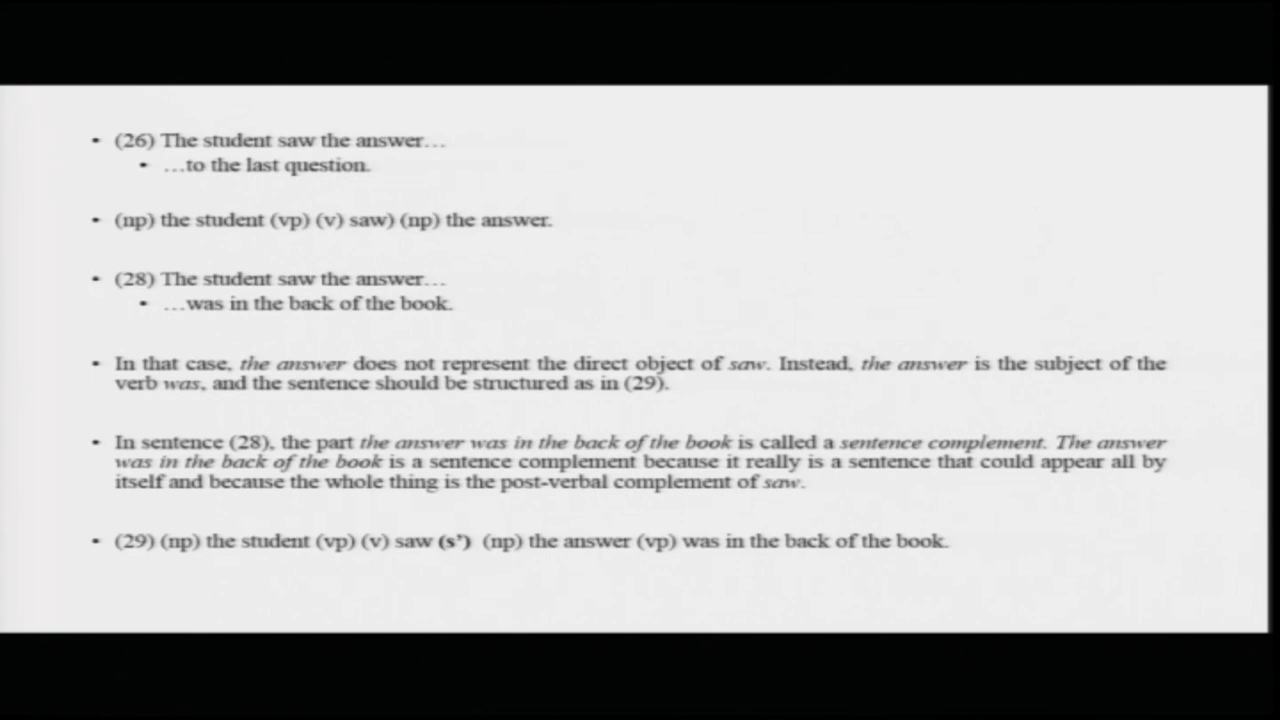 • (26) The student saw the answer…
• …to the last question.
• (np) the student (vp) (v) saw) (np) the answer.
• (28) The student saw the answer…
• …was in the back of the book.
• In that case, the answer does not represent the direct object of saw. Instead, the answer is the subject of the
verb was, and the sentence should be structured as in (29).
• In sentence (28), the part the answer was in the back of the book is called a sentence complement. The answer
was in the back of the book is a sentence complement because it really is a sentence that could appear all by
itself and because the whole thing is the post-verbal complement of saw.
• (29) (np) the student (vp) (v) saw (s’) (np) the answer (vp) was in the back of the book.